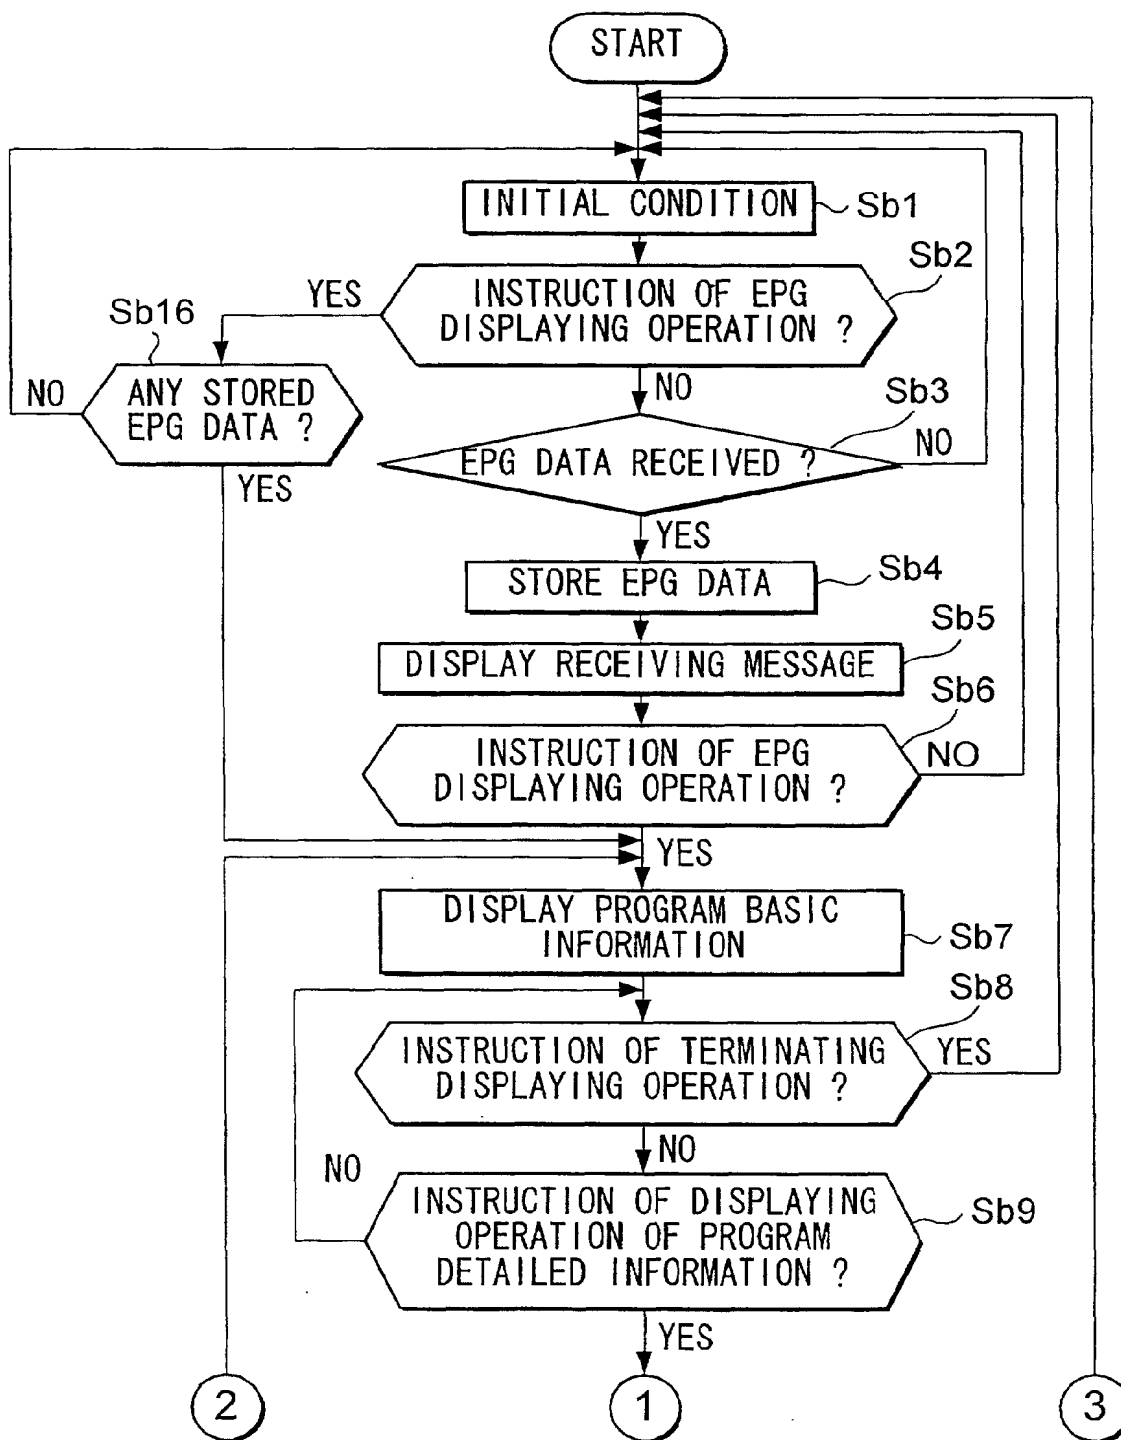 START
INITIAL CONDITION
Sb1
Sb2
INSTRUCTION OF EPG
DISPLAYING OPERATION ?
YES
NO
Sb16
ANY STORED
EPG DATA ?
NO
YES
Sb3
EPG DATA RECEIVED ?
NO
YES
STORE EPG DATA
Sb4
DISPLAY RECEIVING MESSAGE
Sb5
Sb6
INSTRUCTION OF EPG
DISPLAYING OPERATION ?
NO
YES
DISPLAY PROGRAM BASIC
INFORMATION
Sb7
Sb8
INSTRUCTION OF TERMINATING
DISPLAYING OPERATION ?
YES
NO
INSTRUCTION OF DISPLAYING
OPERATION OF PROGRAM
DETAILED INFORMATION ?
Sb9
NO
YES
2
1
3